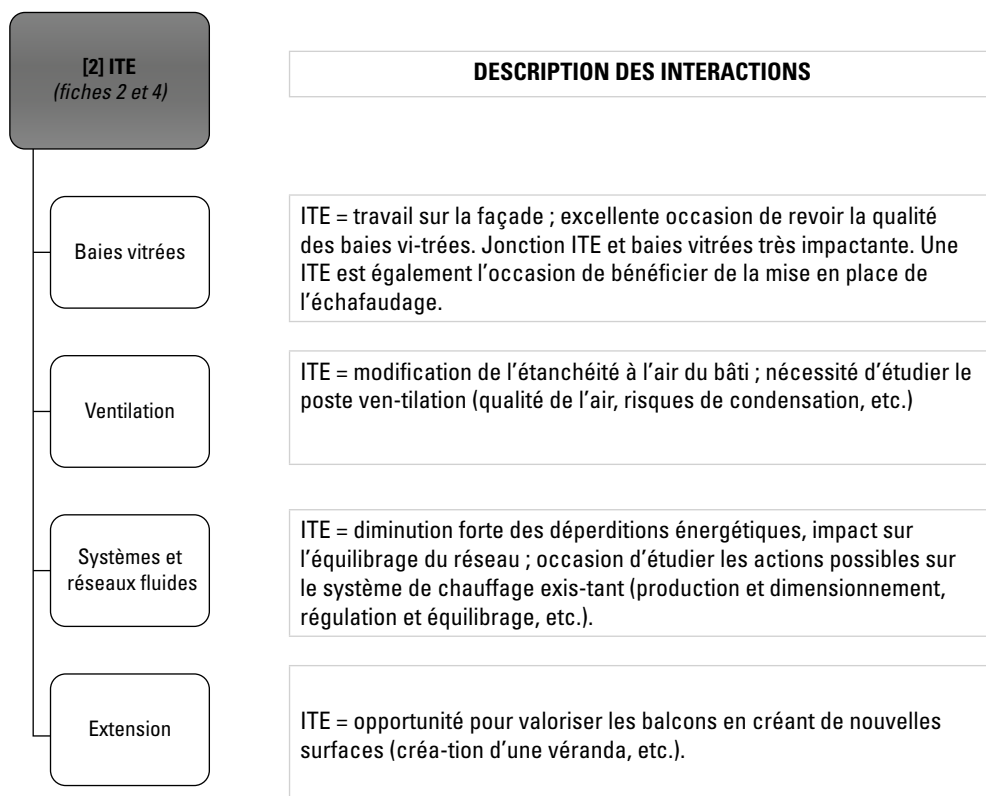 [2] ITE
(fiches 2 et 4)
DESCRIPTION DES INTERACTIONS
Baies vitrées
ITE = travail sur la façade ; excellente occasion de revoir la qualité
des baies vi-trées. Jonction ITE et baies vitrées très impactante. Une
ITE est également l’occasion de bénéficier de la mise en place de
l’échafaudage.
Ventilation
ITE = modification de l’étanchéité à l’air du bâti ; nécessité d’étudier le
poste ven-tilation (qualité de l’air, risques de condensation, etc.)
Systèmes et
réseaux fluides
ITE = diminution forte des déperditions énergétiques, impact sur
l’équilibrage du réseau ; occasion d’étudier les actions possibles sur
le système de chauffage exis-tant (production et dimensionnement,
régulation et équilibrage, etc.).
Extension
ITE = opportunité pour valoriser les balcons en créant de nouvelles
surfaces (créa-tion d’une véranda, etc.).